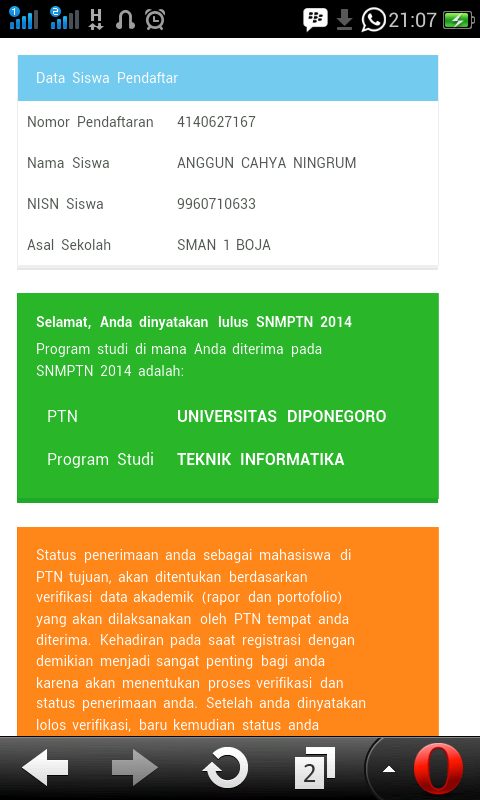 1 2 H 21:07
Data Siswa Pendaftar
Nomor Pendaftaran 4140627167
Nama Siswa ANGGUN CAHYA NINGRUM
NISN Siswa 9960710633
Asal Sekolah SMAN 1 BOJA
Selamat, Anda dinyatakan lulus SNMPTN 2014
Program studi di mana Anda diterima pada
SNMPTN 2014 adalah:
PTN UNIVERSITAS DIPONEGORO
Program Studi TEKNIK INFORMATIKA
Status penerimaan anda sebagai mahasiswa di
PTN tujuan, akan ditentukan berdasarkan
verifikasi data akademik (rapor dan portofolio)
yang akan dilaksanakan oleh PTN tempat anda
diterima. Kehadiran pada saat registrasi dengan
demikian menjadi sangat penting bagi anda
karena akan menentukan proses verifikasi dan
status penerimaan anda. Setelah anda dinyatakan
lolos verifikasi, baru kemudian status anda
2